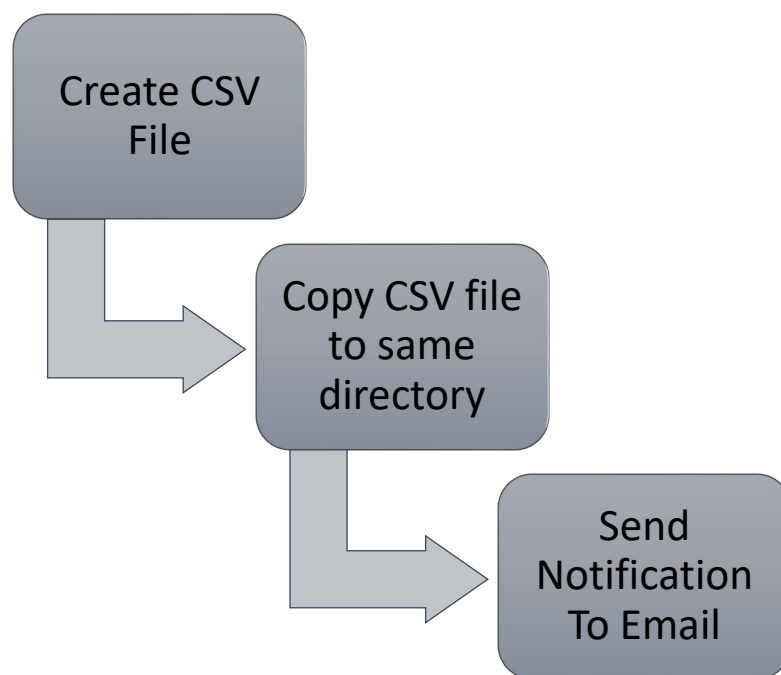 Create CSV
File
Copy CSV file
to same
directory
Send
Notification
To Email